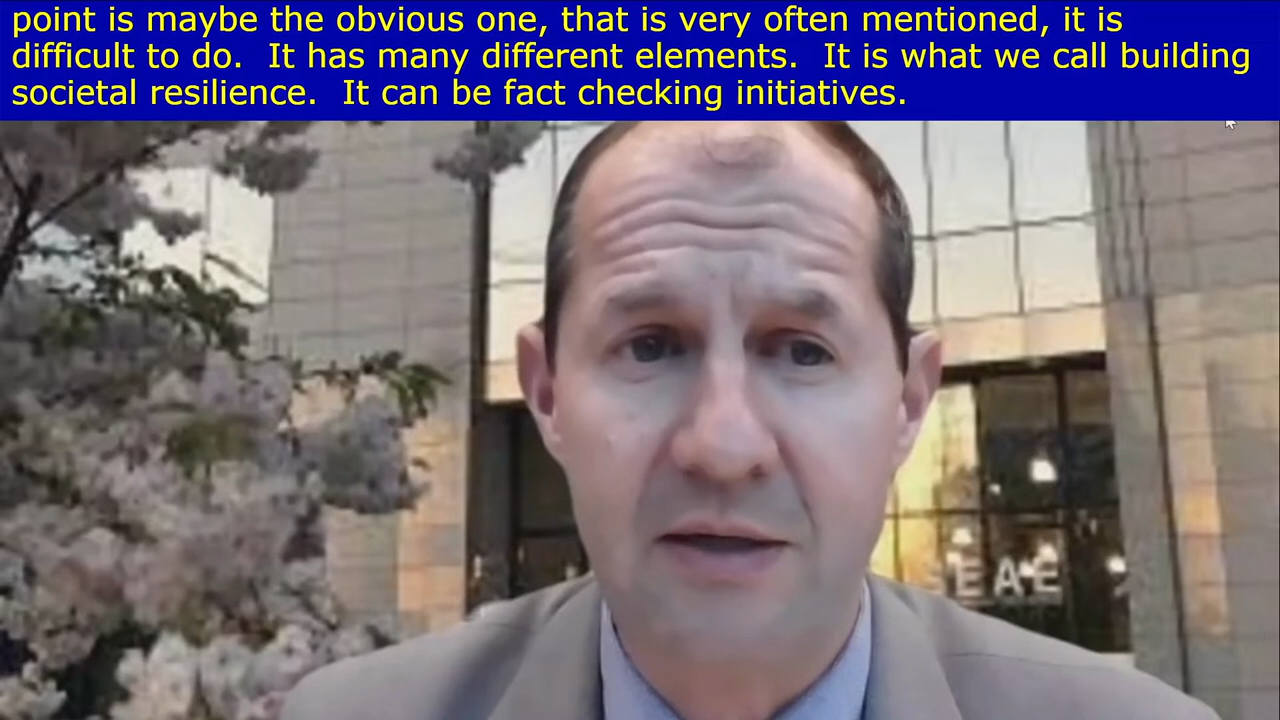 point is maybe the obvious one, that is very often mentioned, it is
difficult to do.  It has many different elements.  It is what we call building
societal resilience.  It can be fact checking initiatives.
EAE